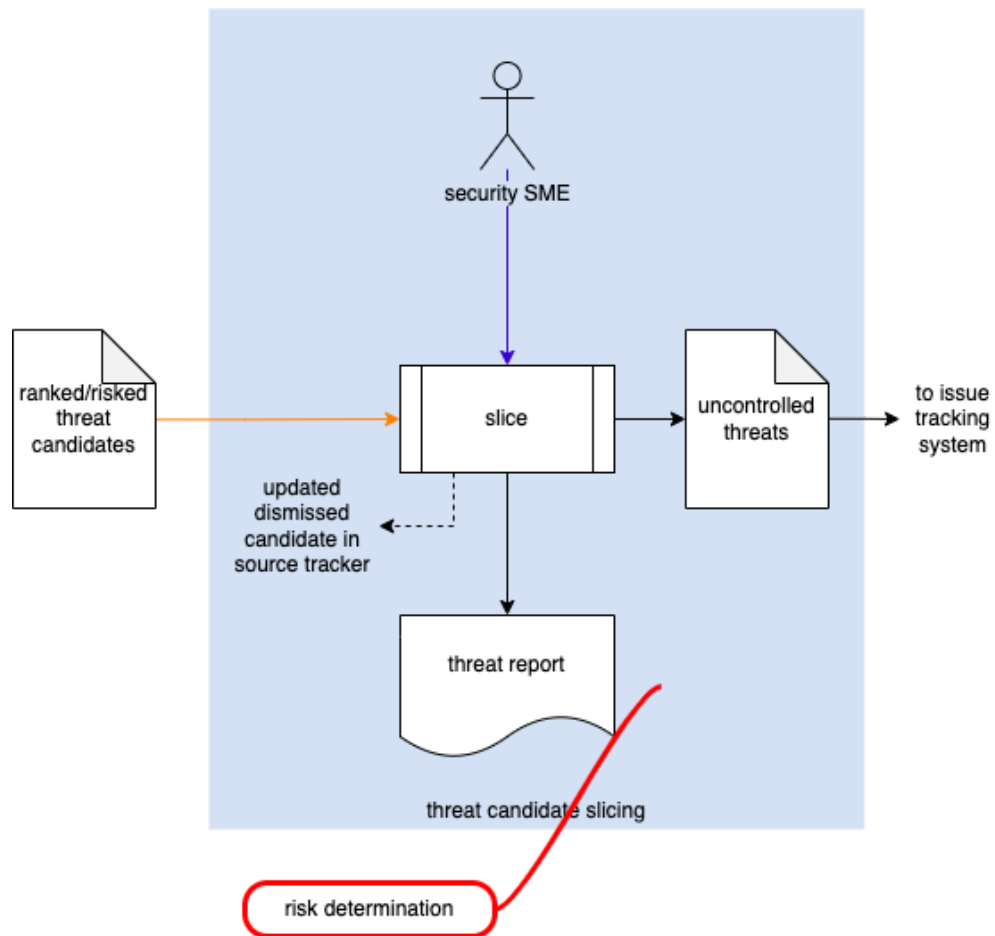 security SME
ranked/risked
threat
candidates
slice
uncontrolled
threats
to issue
tracking
system
updated
dismissed
candidate in
source tracker
threat report
threat candidate slicing
risk determination